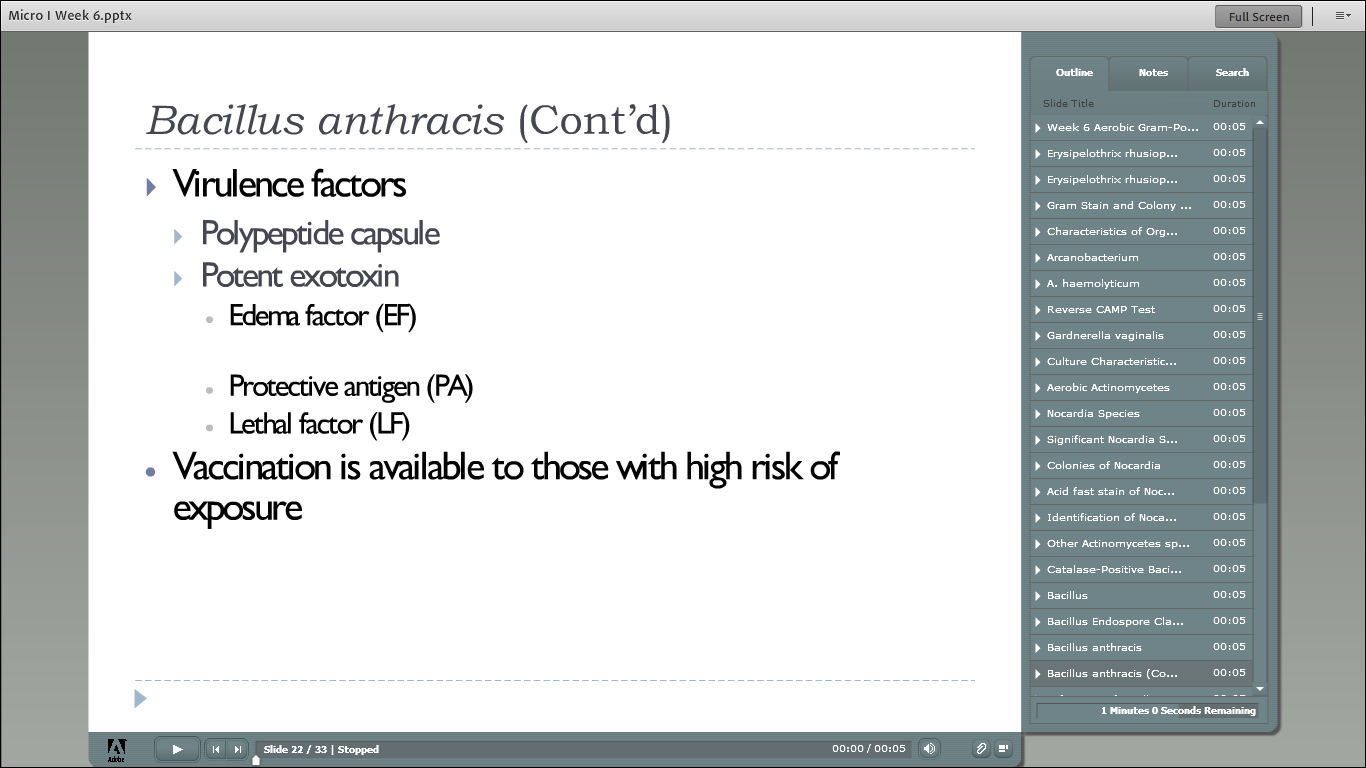 Micro I Week 6.pptx
Full Screen
Bacillus anthracis (Cont'd)
Virulence factors
Polypeptide capsule
Potent exotoxin
Edema factor (EF)
Protective antigen (PA)
Lethal factor (LF)
Vaccination is available to those with high risk of
exposure
Outline Notes Search
Slide Title Duration
Week 6 Aerobic Gram-Po... 00:05
Erysipelothrix rhusiop... 00:05
Erysipelothrix rhusiop... 00:05
Gram Stain and Colony ... 00:05
Characteristics of Org... 00:05
Arcanobacterium 00:05
A. haemolyticum 00:05
Reverse CAMP Test 00:05
Gardnerella vaginalis 00:05
Culture Characteristic... 00:05
Aerobic Actinomycetes 00:05
Nocardia Species 00:05
Significant Nocardia S... 00:05
Colonies of Nocardia 00:05
Acid fast stain of Noc... 00:05
Identification of Noca... 00:05
Other Actinomycetes sp... 00:05
Catalase-Positive Baci... 00:05
Bacillus 00:05
Bacillus Endospore Cla... 00:05
Bacillus anthracis 00:05
Bacillus anthracis (Co... 00:05
1 Minutes 0 Seconds Remaining
Adobe
Slide 22 / 33 | Stopped
00:00 / 00:05